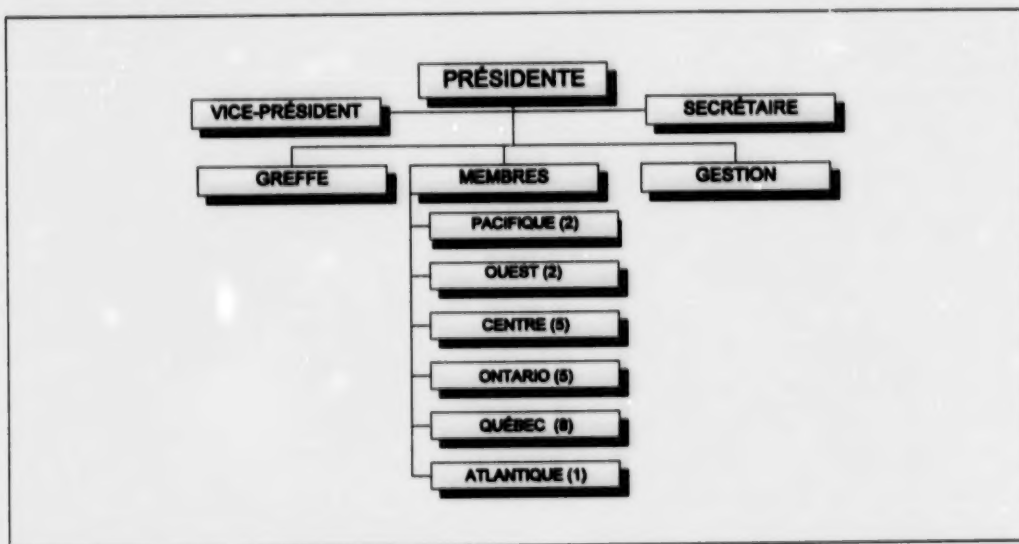 PRÉSIDENTE
VICE-PRÉSIDENT
SECRÉTAIRE
GREFFE
MEMBRES
GESTION
PACIFIQUE (2)
OUEST (2)
CENTRE (5)
ONTARIO (5)
QUÉBEC (8)
ATLANTIQUE (1)